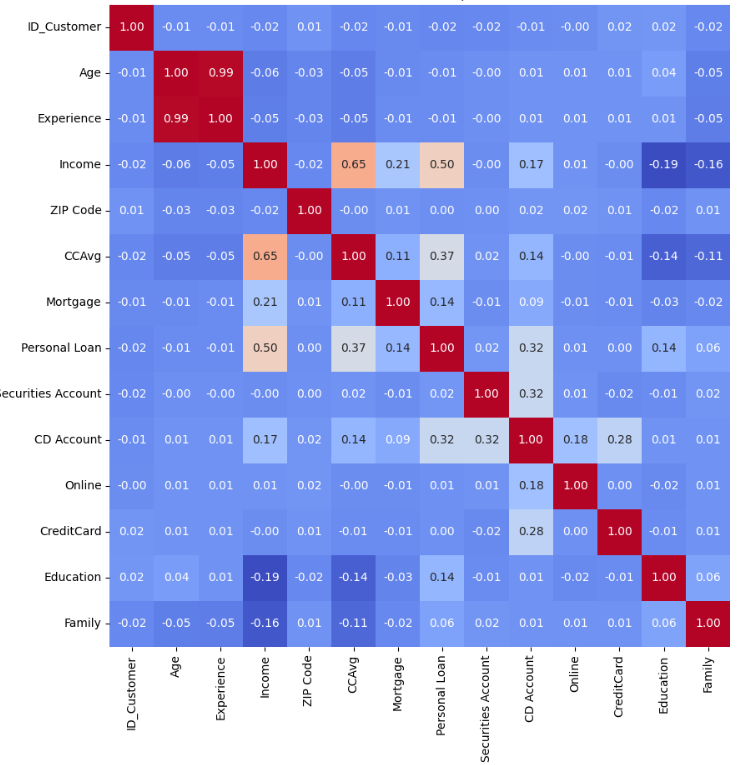 ID_Customer 1.00 -0.01 -0.01 -0.02 0.01 -0.02 -0.01 -0.02 -0.02 -0.01 -0.00 0.02 0.02 -0.02
Age -0.01 1.00 0.99 -0.06 -0.03 -0.05 -0.01 -0.01 -0.00 0.01 0.01 0.01 0.04 -0.05
Experience -0.01 0.99 1.00 -0.05 -0.03 -0.05 -0.01 -0.01 -0.00 0.01 0.01 0.01 0.01 -0.05
Income -0.02 -0.06 -0.05 1.00 -0.02 0.65 0.21 0.50 -0.00 0.17 0.01 -0.00 -0.19 -0.16
ZIP Code 0.01 -0.03 -0.03 -0.02 1.00 -0.00 0.01 0.00 0.00 0.02 0.02 0.01 -0.02 0.01
CCAvg -0.02 -0.05 -0.05 0.65 -0.00 1.00 0.11 0.37 0.02 0.14 -0.00 -0.01 -0.14 -0.11
Mortgage -0.01 -0.01 -0.01 0.21 0.01 0.11 1.00 0.14 -0.01 0.09 -0.01 -0.01 -0.03 -0.02
Personal Loan -0.02 -0.01 -0.01 0.50 0.00 0.37 0.14 1.00 0.02 0.32 0.01 0.00 0.14 0.06
ecurities Account -0.02 -0.00 -0.00 -0.00 0.00 0.02 -0.01 0.02 1.00 0.32 0.01 -0.02 -0.01 0.02
CD Account -0.01 0.01 0.01 0.17 0.02 0.14 0.09 0.32 0.32 1.00 0.18 0.28 0.01 0.01
Online -0.00 0.01 0.01 0.01 0.02 -0.00 -0.01 0.01 0.01 0.18 1.00 0.00 -0.02 0.01
CreditCard 0.02 0.01 0.01 -0.00 0.01 -0.01 -0.01 0.00 -0.02 0.28 0.00 1.00 -0.01 0.01
Education 0.02 0.04 0.01 -0.19 -0.02 -0.14 -0.03 0.14 -0.01 0.01 -0.02 -0.01 1.00 0.06
Family -0.02 -0.05 -0.05 -0.16 0.01 -0.11 -0.02 0.06 0.02 0.01 0.01 0.01 0.06 1.00
ID_Customer
Age
Experience
Income
ZIP Code
CCAvg
Mortgage
Personal Loan
Securities Account
CD Account
Online
CreditCard
Education
Family